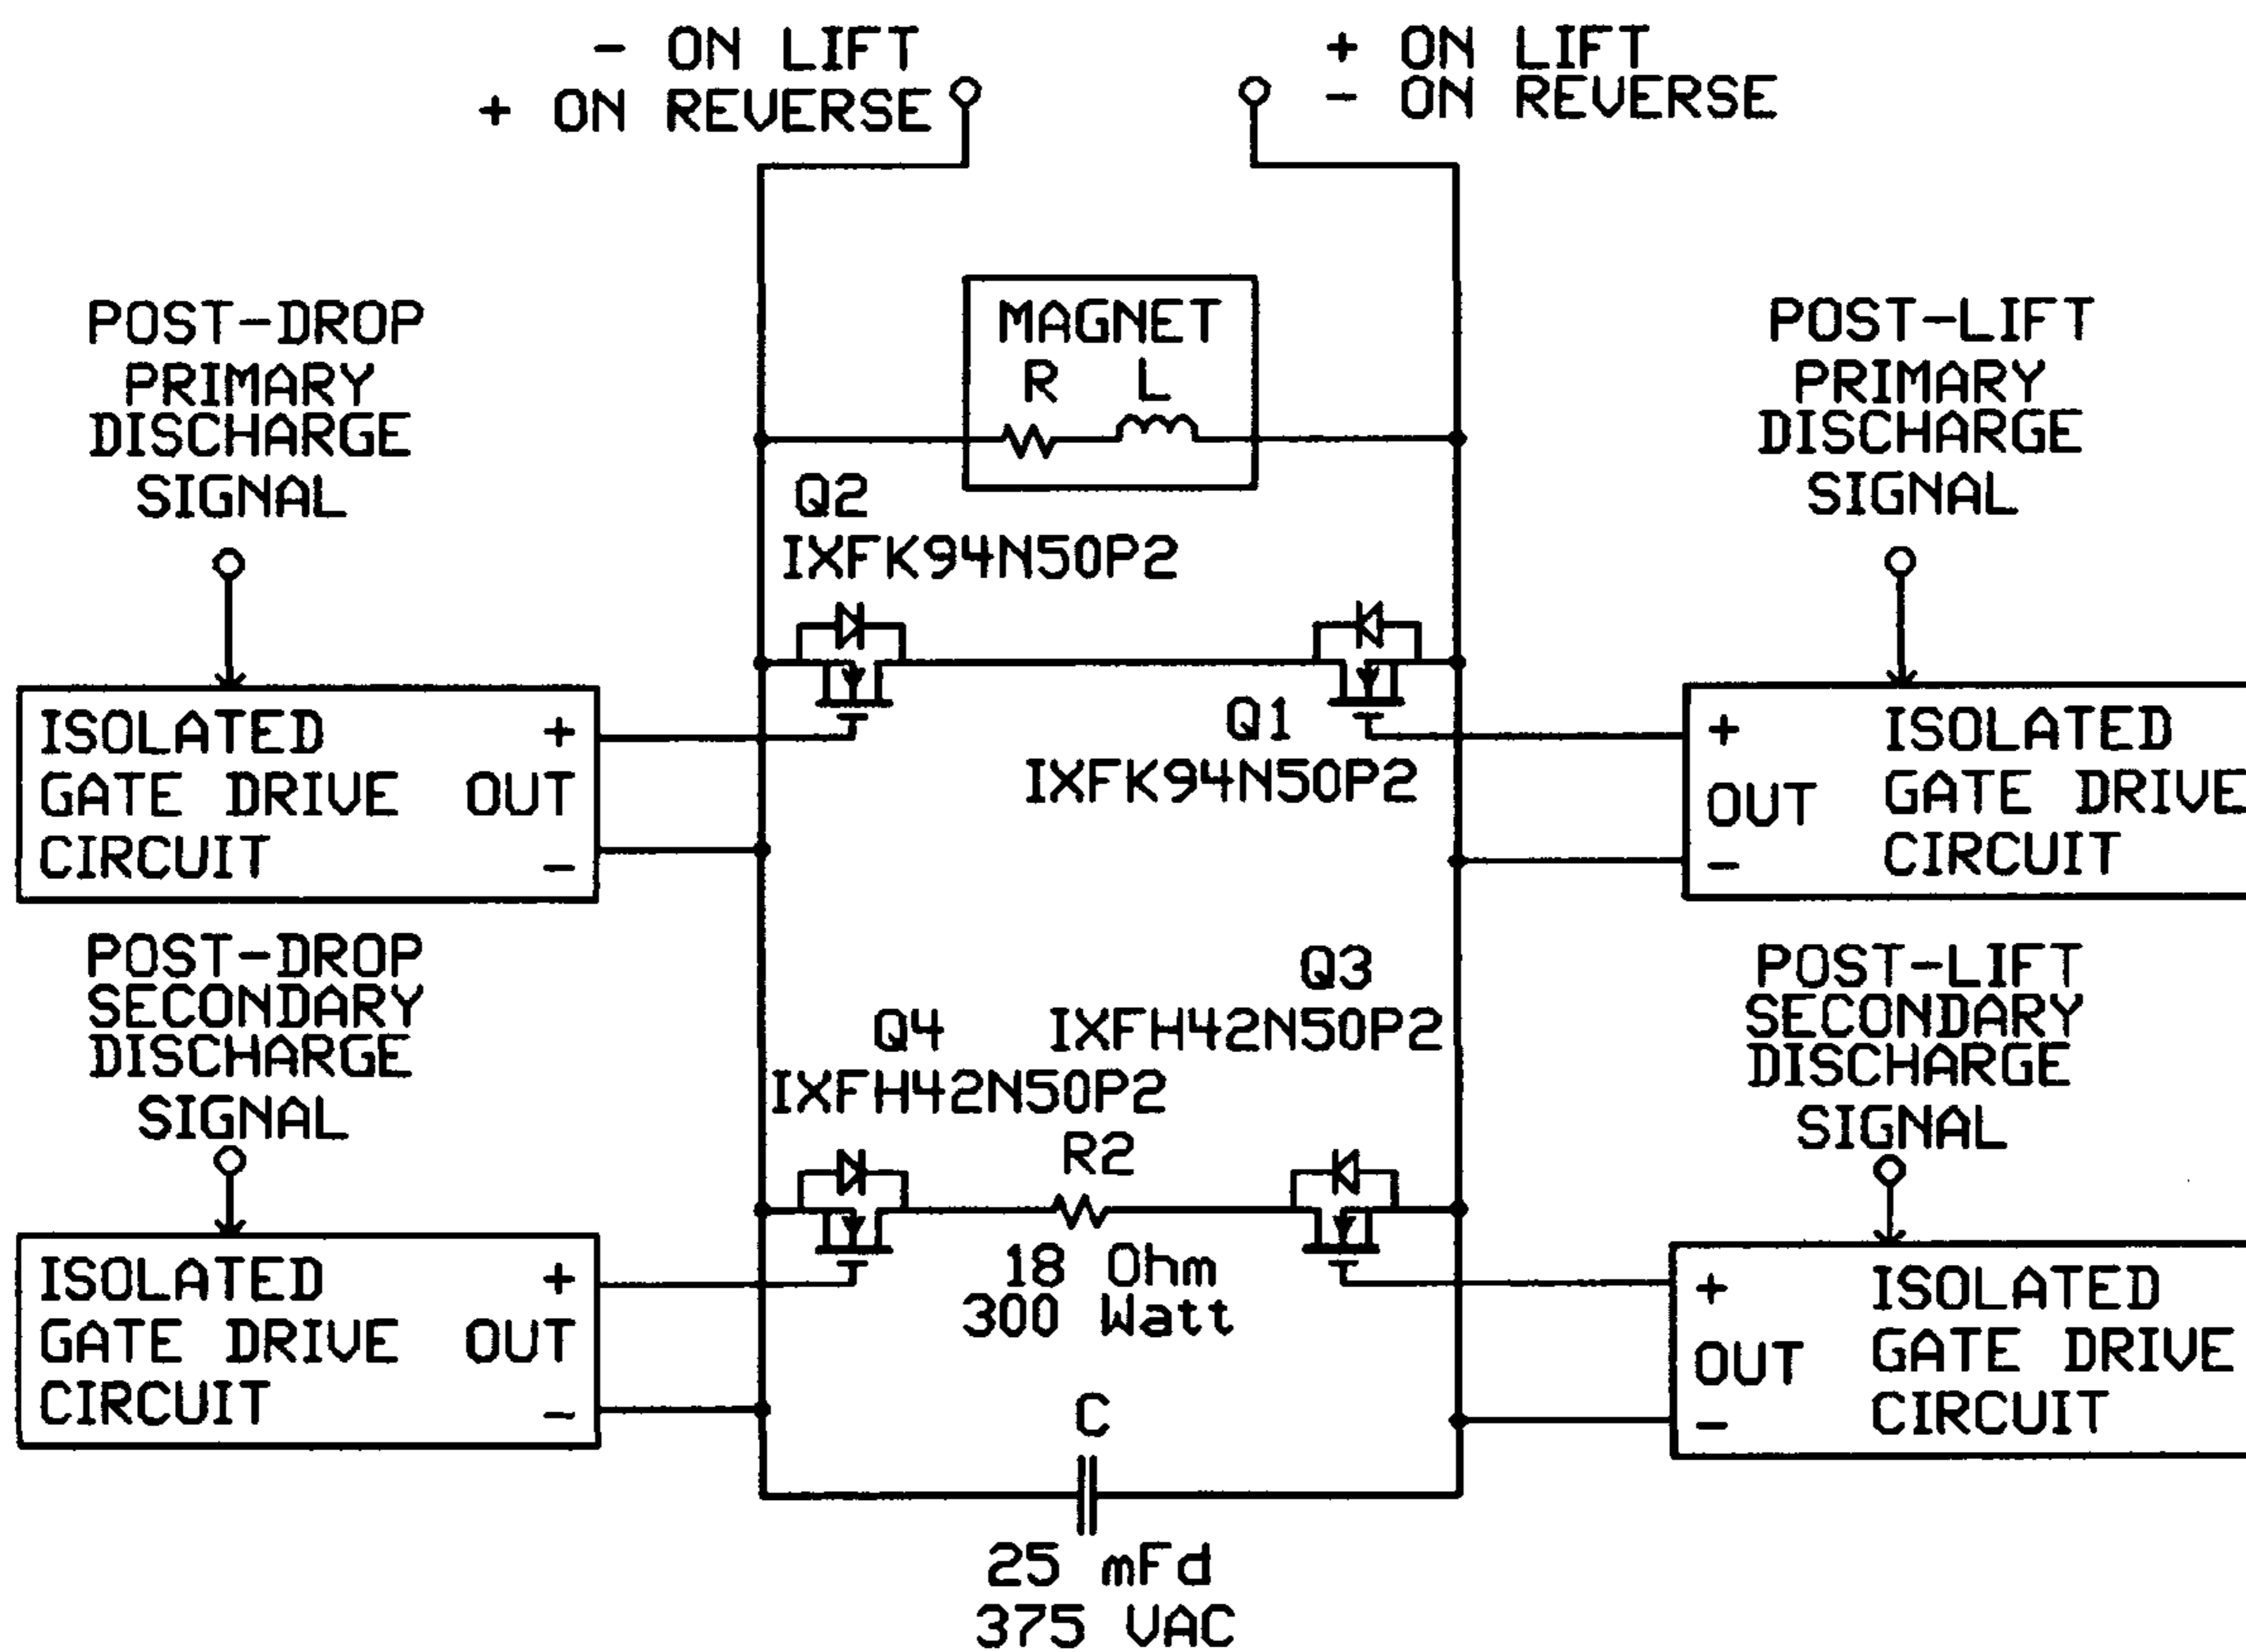 - ON LIFT
+ ON REVERSE
+ ON LIFT
- ON REVERSE
MAGNET
R L
POST-DROP
PRIMARY
DISCHARGE
SIGNAL
POST-LIFT
PRIMARY
DISCHARGE
SIGNAL
Q2
IXFK94N50P2
Q1
IXFK94N50P2
ISOLATED +
GATE DRIVE OUT
CIRCUIT -
+ ISOLATED
OUT GATE DRIVE
- CIRCUIT
POST-DROP
SECONDARY
DISCHARGE
SIGNAL
Q3
IXFH42N50P2
Q4
IXFH42N50P2
POST-LIFT
SECONDARY
DISCHARGE
SIGNAL
R2
18 Ohm
300 Watt
ISOLATED +
GATE DRIVE OUT
CIRCUIT -
+ ISOLATED
OUT GATE DRIVE
- CIRCUIT
C
25 mFd
375 VAC